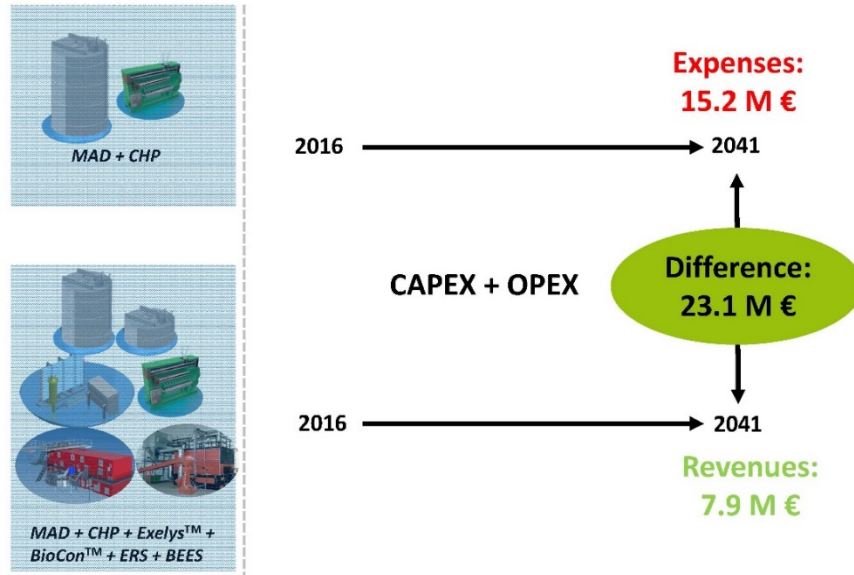 MAD + CHP
Expenses:
15.2 M €
2016
2041
CAPEX + OPEX
Difference:
23.1 M €
2016
2041
Revenues:
7.9 M €
MAD + CHP + Exelys™ +
BioCon™ + ERS + BEES